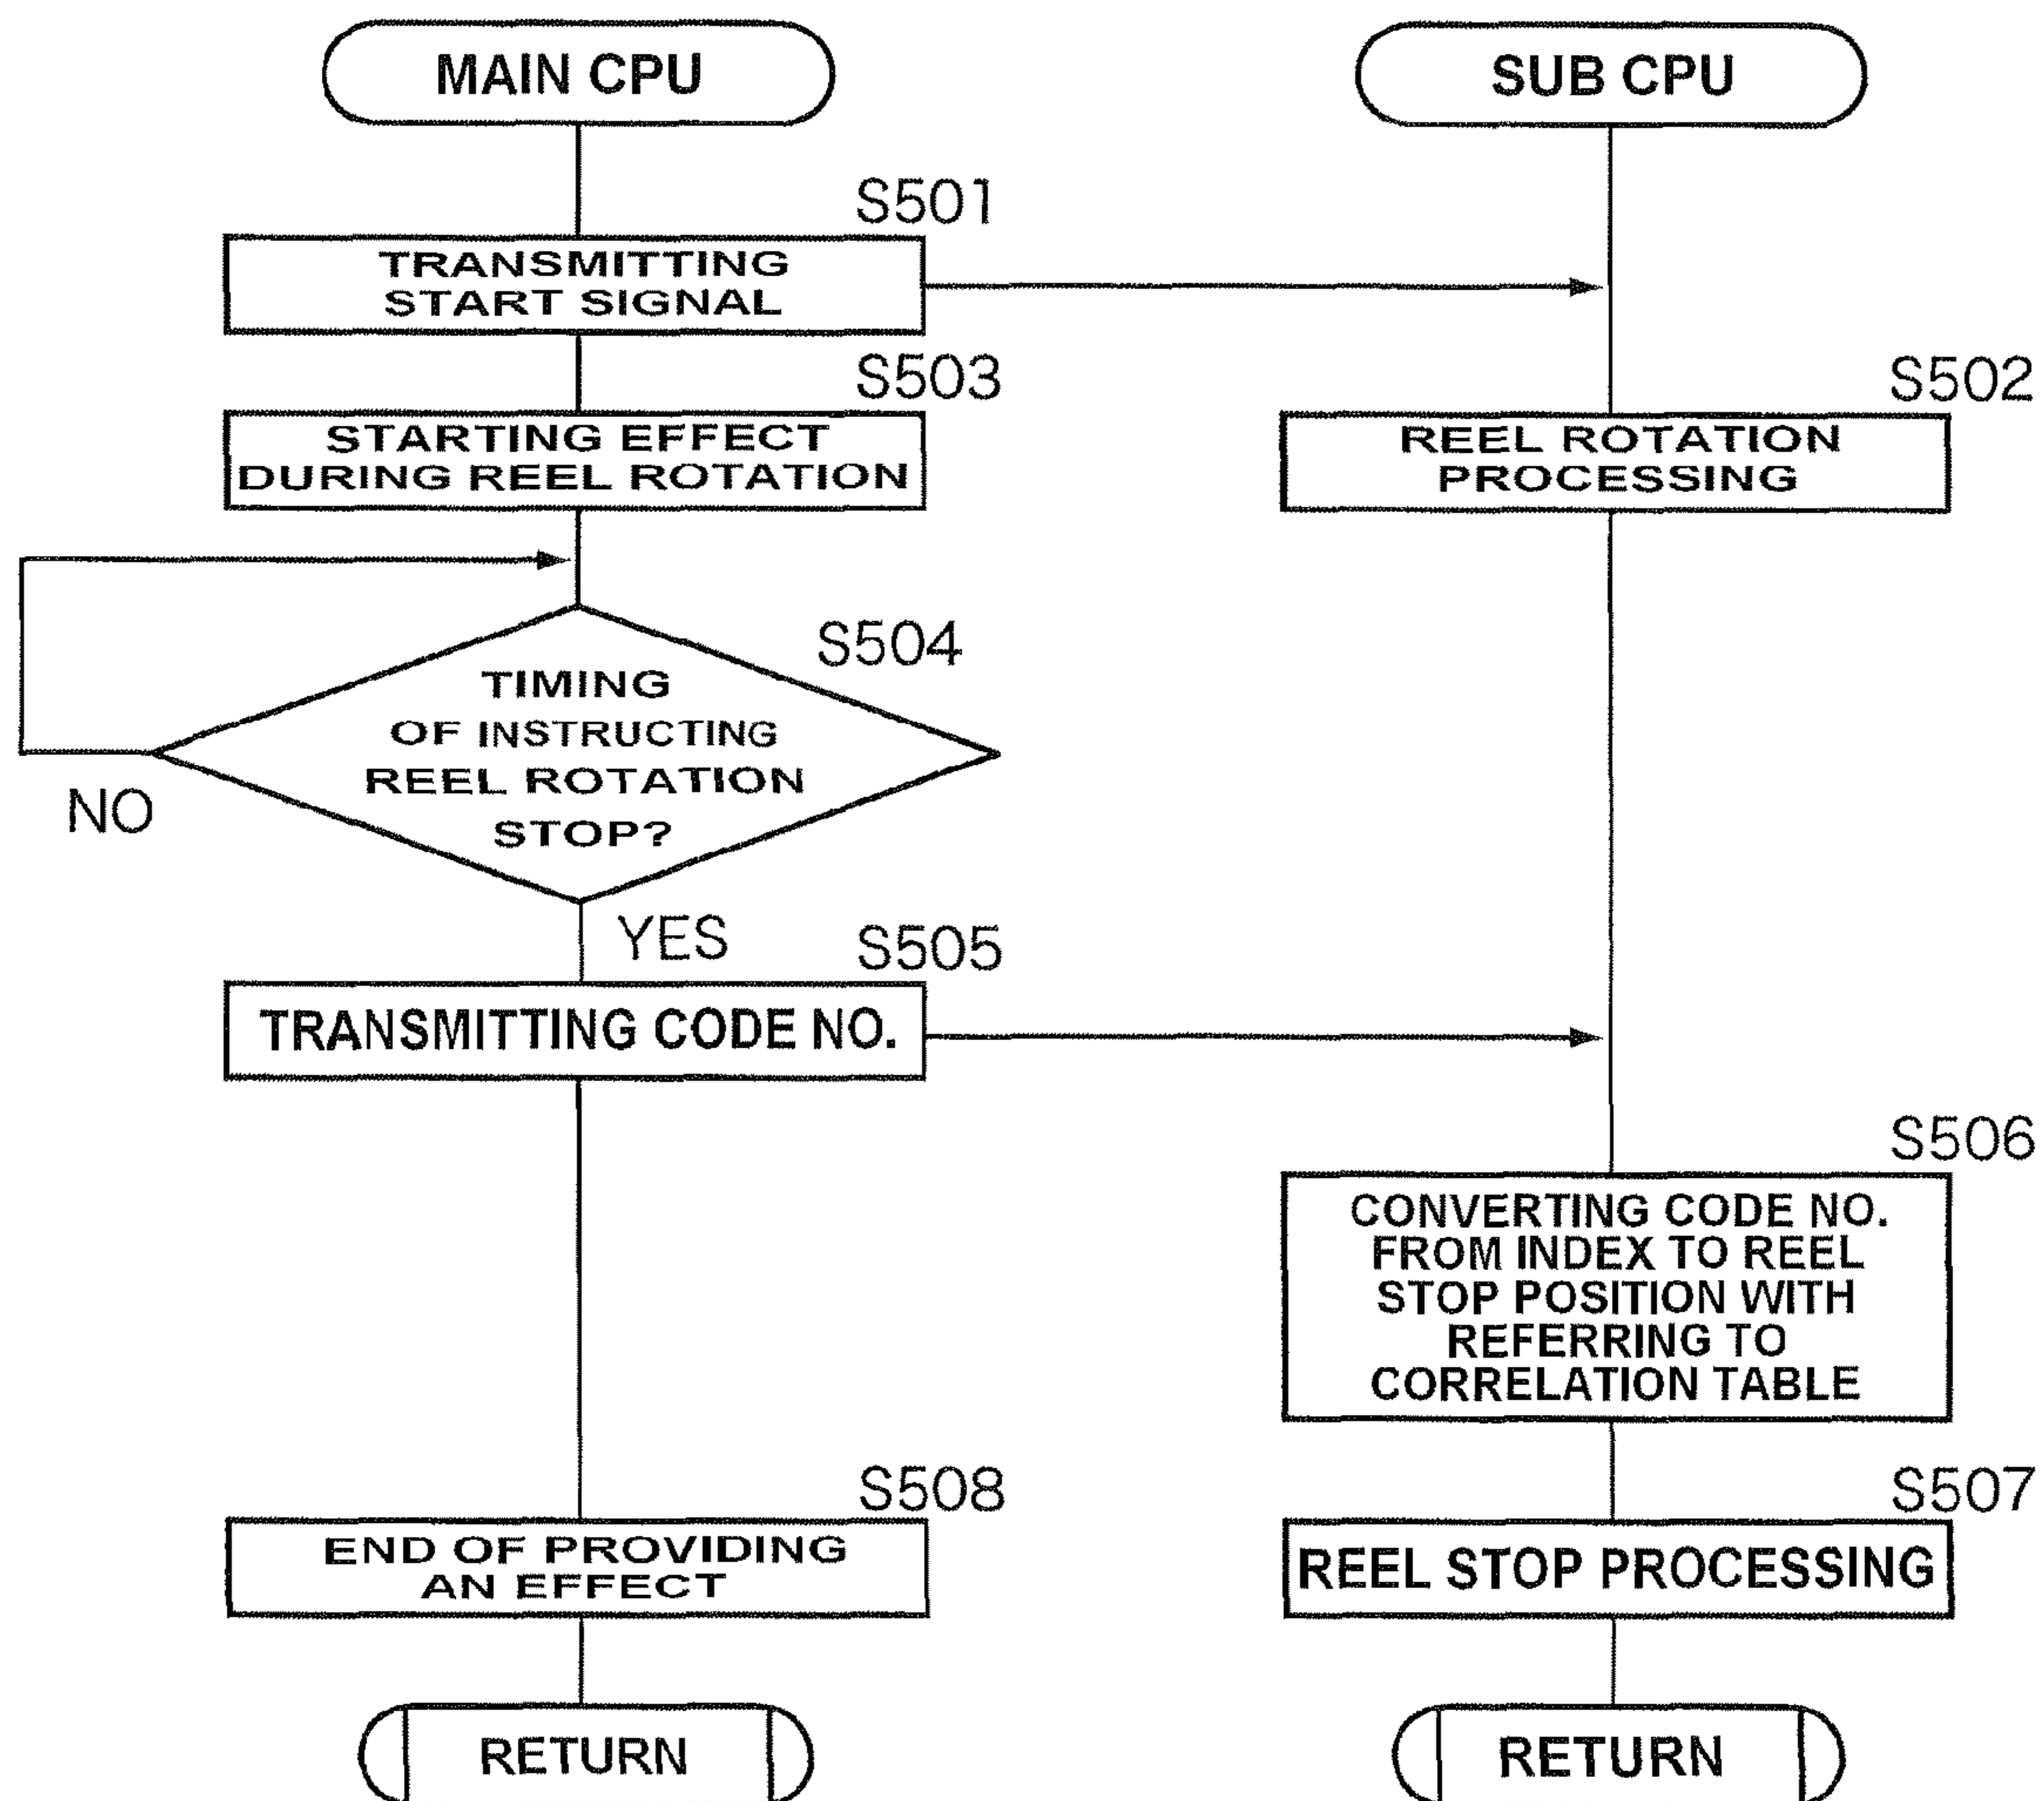 MAIN CPU
SUB CPU
S501
TRANSMITTING
START SIGNAL
S503
STARTING EFFECT
DURING REEL ROTATION
S502
REEL ROTATION
PROCESSING
S504
TIMING
OF INSTRUCTING
REEL ROTATION
STOP?
NO
YES
S505
TRANSMITTING CODE NO.
S506
CONVERTING CODE NO.
FROM INDEX TO REEL
STOP POSITION WITH
REFERRING TO
CORRELATION TABLE
S508
END OF PROVIDING
AN EFFECT
S507
REEL STOP PROCESSING
RETURN
RETURN